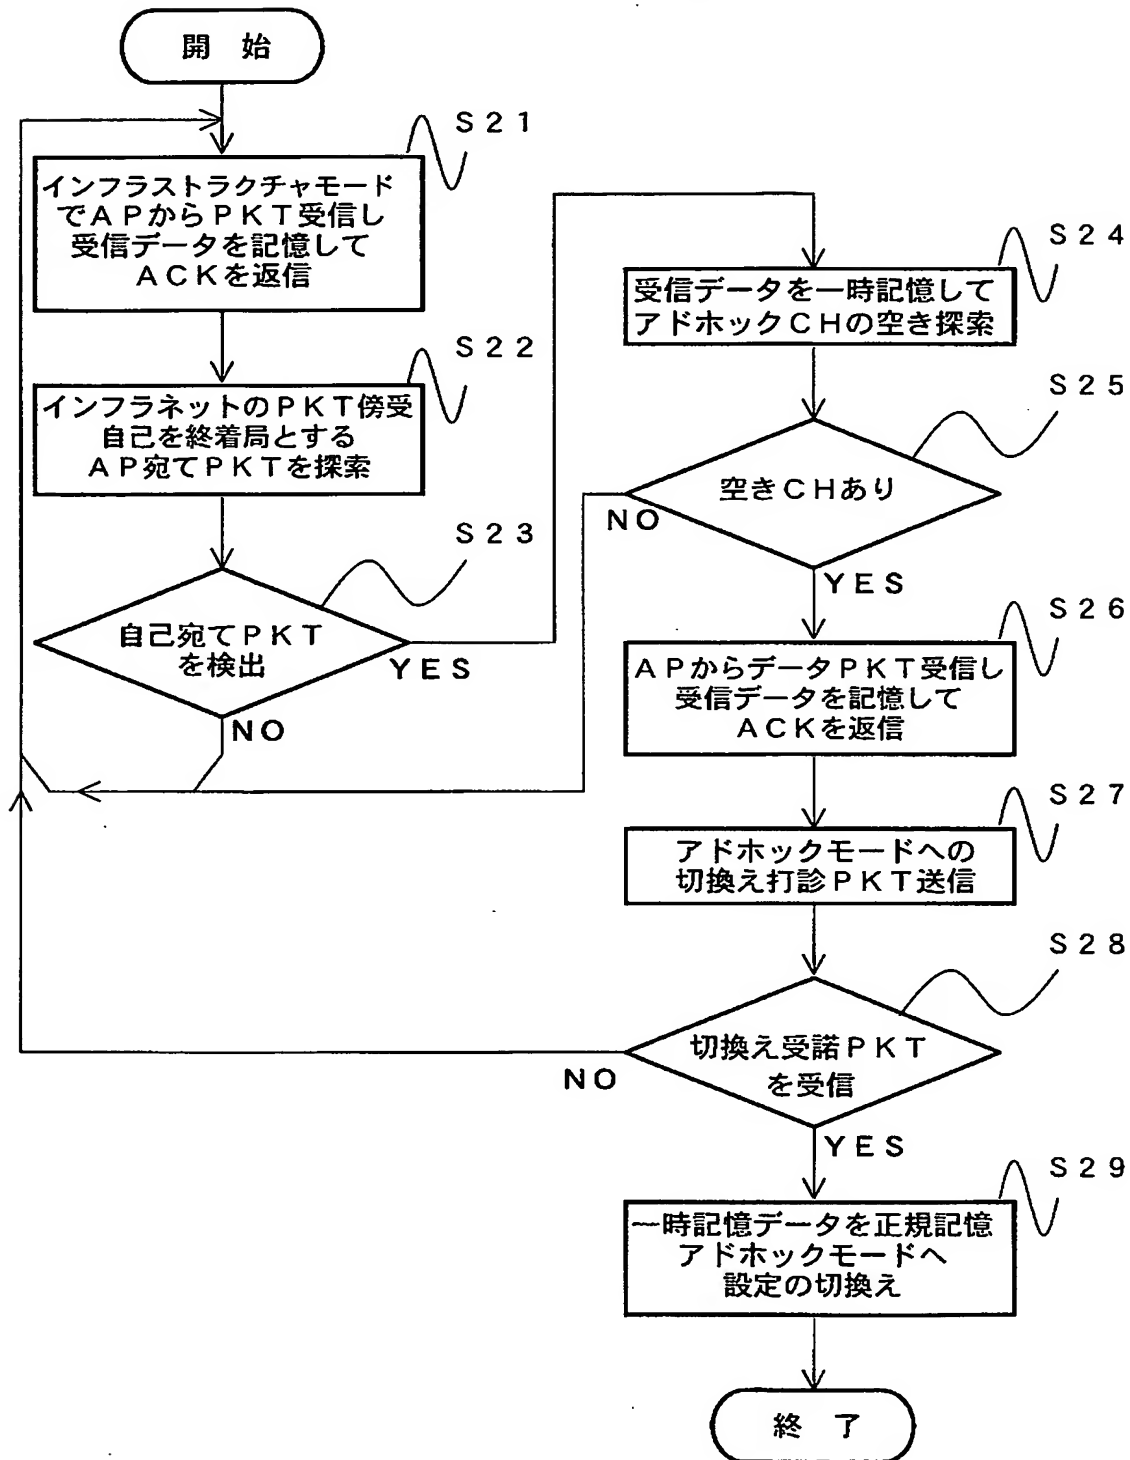 開 始
S21
インフラストラクチャモード
でAPからPKT受信し
受信データを記憶して
ACKを返信
S22
インフラネットのPKT傍受
自己を終着局とする
AP宛てPKTを探索
S23
自己宛てPKT
を検出
YES
NO
S24
受信データを一時記憶して
アドホックCHの空き探索
S25
空きCHあり
NO
YES
S26
APからデータPKT受信し
受信データを記憶して
ACKを返信
S27
アドホックモードへの
切換え打診PKT送信
S28
切換え受諾PKT
を受信
NO
YES
S29
一時記憶データを正規記憶
アドホックモードへ
設定の切換え
終 了